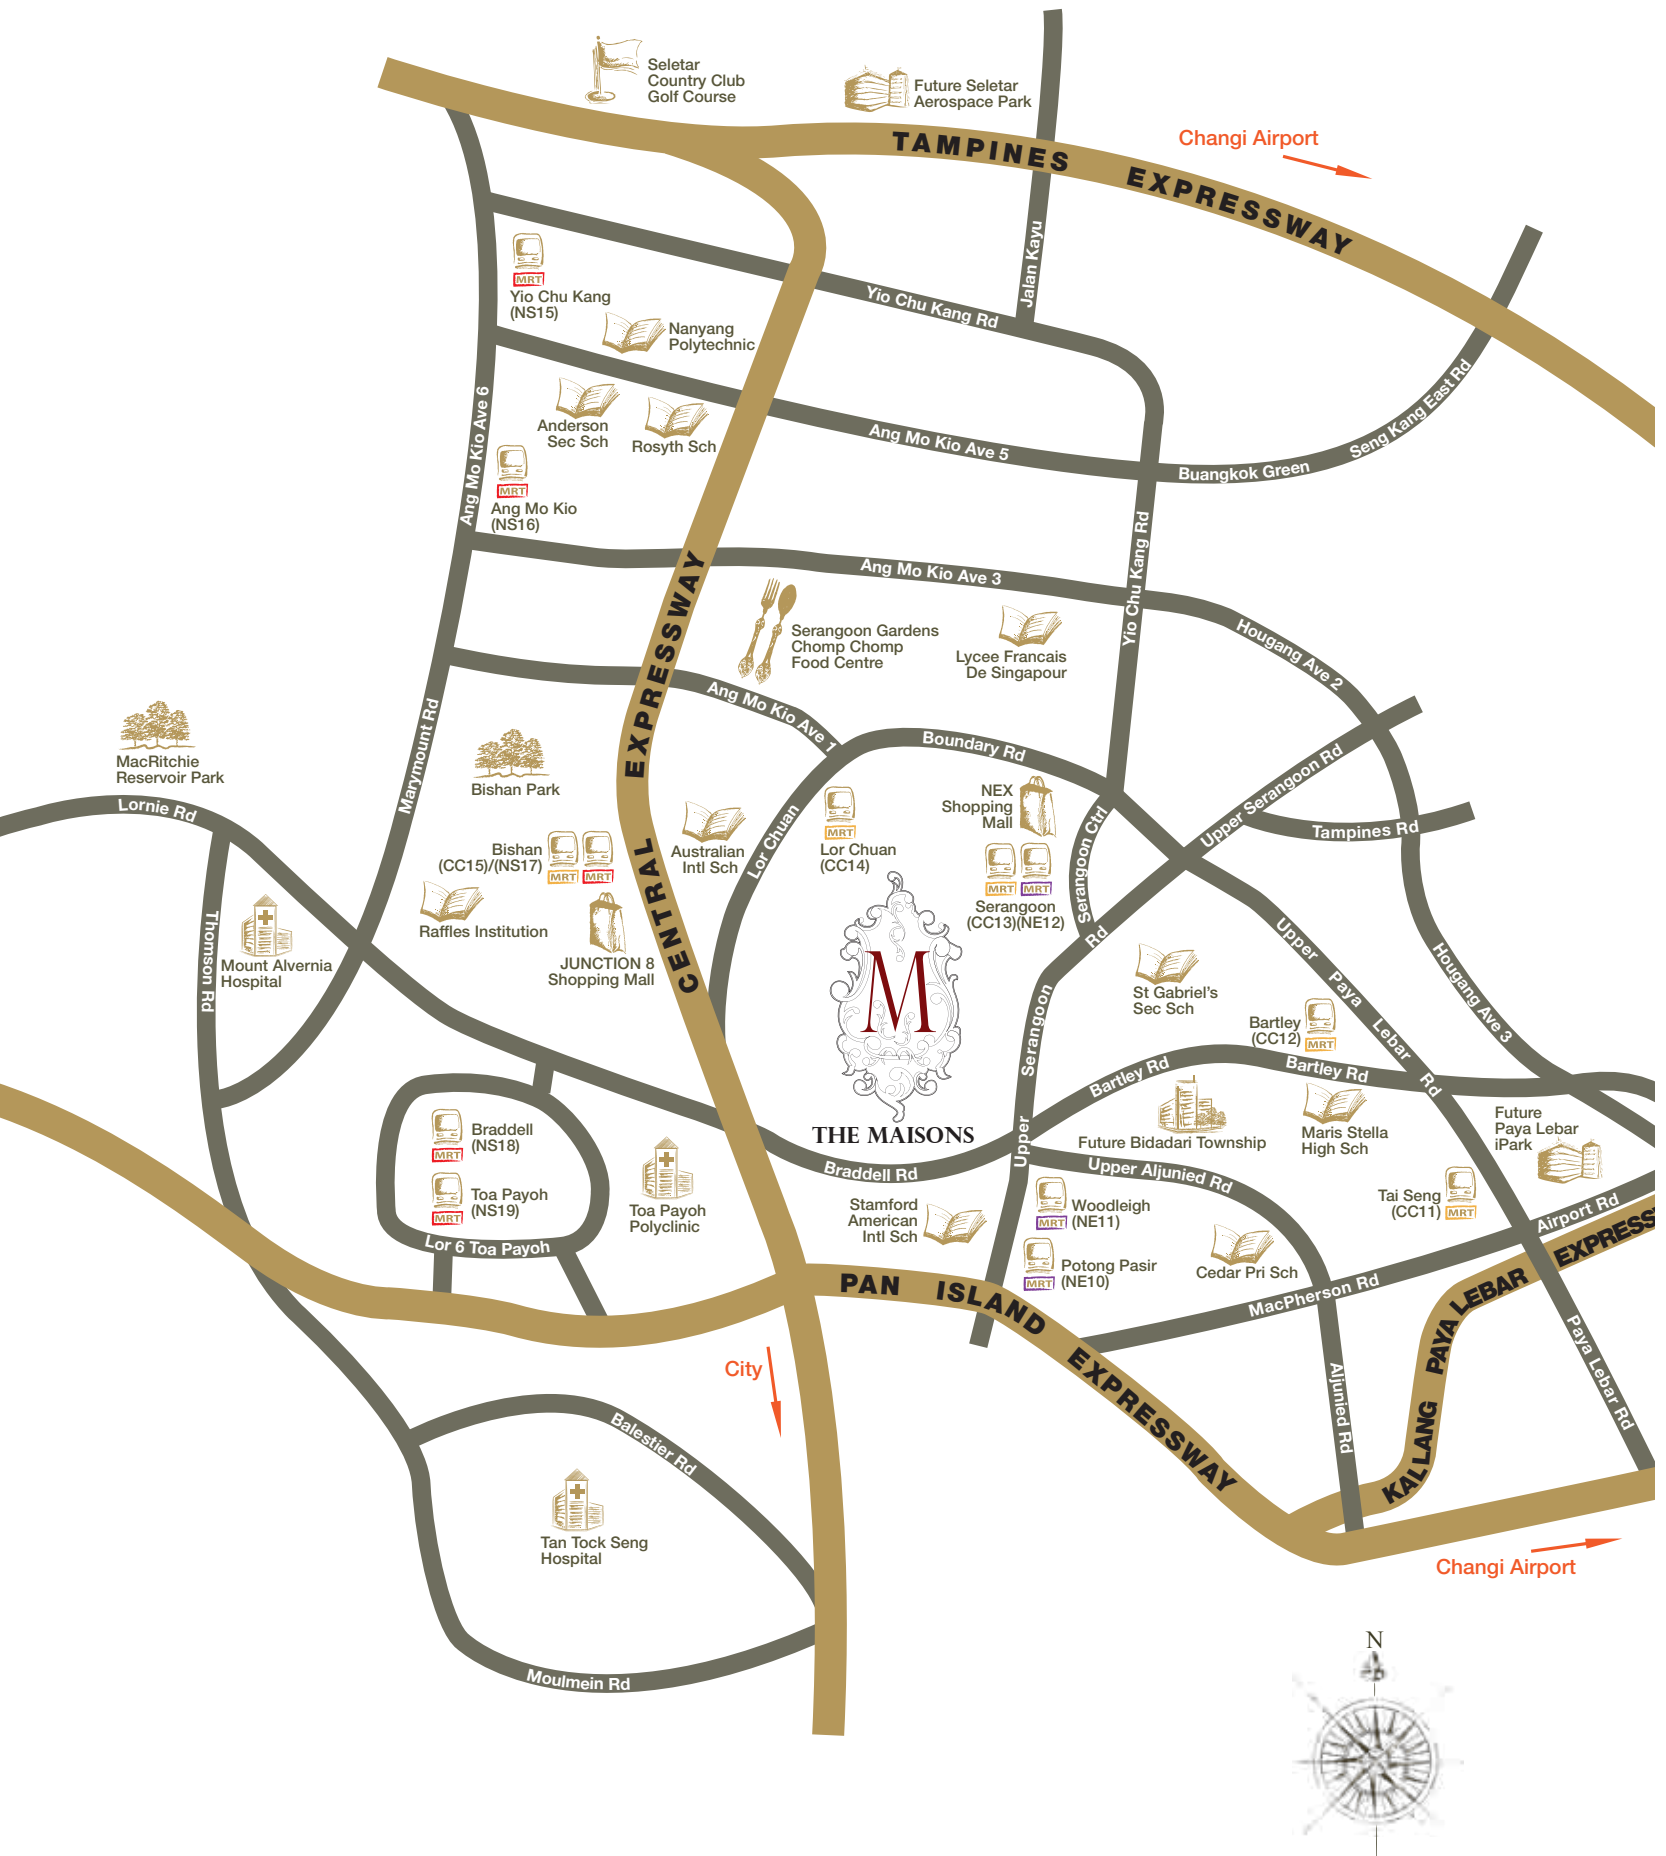 Seletar
Country Club
Golf Course
Future Seletar
Aerospace Park
Changi Airport
TAMPINES EXPRESSWAY
Jalan Kayu
MRT
Yio Chu Kang
(NS15)
Yio Chu Kang Rd
Nanyang
Polytechnic
Anderson
Sec Sch
Rosyth Sch
Ang Mo Kio Ave 6
Ang Mo Kio Ave 5
Buangkok Green
Seng Kang East Rd
MRT
Ang Mo Kio
(NS16)
Ang Mo Kio Ave 3
Yio Chu Kang Rd
Hougang Ave 2
Serangoon Gardens
Chomp Chomp
Food Centre
Lycee Francais
De Singapour
CENTRAL EXPRESSWAY
Ang Mo Kio Ave 1
Boundary Rd
Upper Serangoon Rd
Tampines Rd
MacRitchie
Reservoir Park
Lornie Rd
Marymount Rd
Bishan Park
NEX
Shopping
Mall
Bishan
(CC15)/(NS17)
MRT
MRT
Australian
Intl Sch
Lor Chuan
MRT
Lor Chuan
(CC14)
MRT
MRT
Serangoon
(CC13)(NE12)
Serangoon Ctrl
Raffles Institution
JUNCTION 8
Shopping Mall
Thomson Rd
Mount Alvernia
Hospital
M
THE MAISONS
Upper Serangoon Rd
St Gabriel's
Sec Sch
Upper Paya Lebar Rd
Hougang Ave 3
Bartley
(CC12)
MRT
Bartley Rd
Bartley Rd
Future Bidadari Township
Maris Stella
High Sch
Future
Paya Lebar
iPark
Braddell
(NS18)
MRT
Toa Payoh
(NS19)
MRT
Lor 6 Toa Payoh
Toa Payoh
Polyclinic
Braddell Rd
Upper Aljunied Rd
Stamford
American
Intl Sch
MRT
Woodleigh
(NE11)
MRT
Potong Pasir
(NE10)
Cedar Pri Sch
Tai Seng
(CC11)
MRT
Airport Rd
MacPherson Rd
PAN ISLAND EXPRESSWAY
KALLANG PAYA LEBAR EXPRESSW
Aljunied Rd
Paya Lebar Rd
City
Balestier Rd
Tan Tock Seng
Hospital
Moulmein Rd
Changi Airport
N